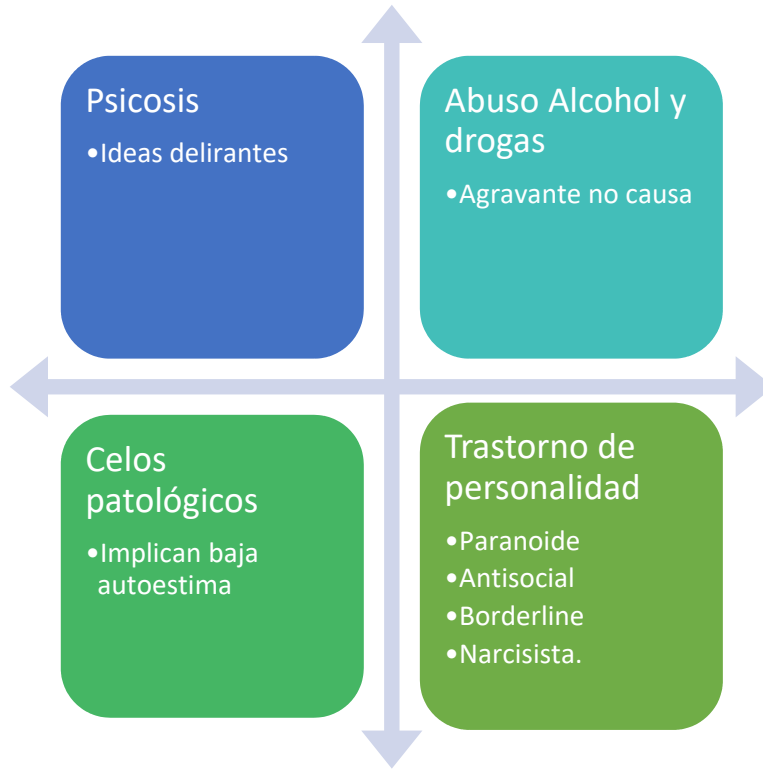 Psicosis
•Ideas delirantes
Abuso Alcohol y
drogas
•Agravante no causa
Celos
patológicos
•Implican baja
autoestima
Trastorno de
personalidad
•Paranoide
•Antisocial
•Borderline
•Narcisista.